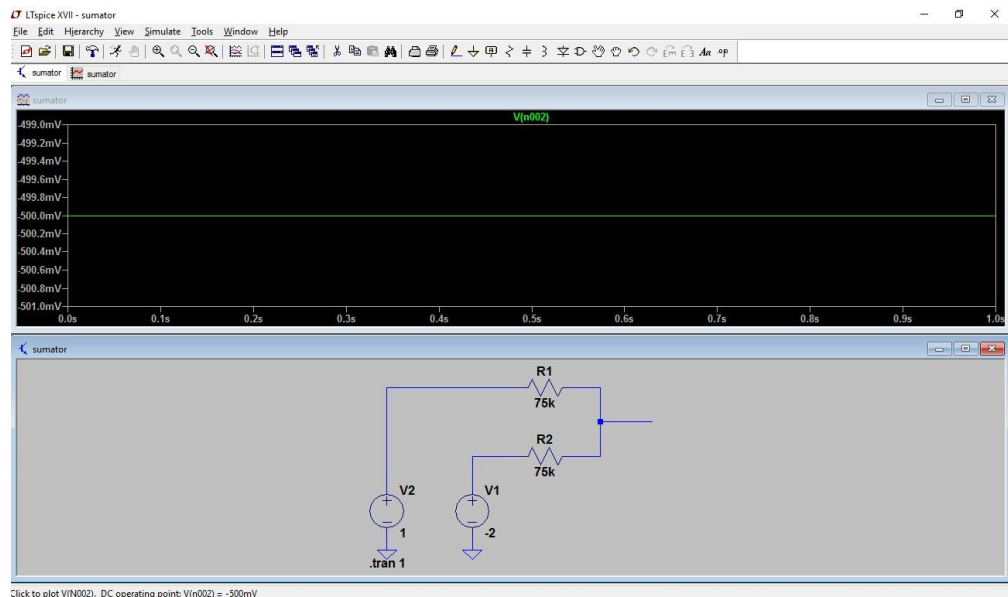 LTspice XVII - sumator
File Edit Hierarchy View Simulate Tools Window Help
Aa .op
sumator sumator
sumator
V(n002)
-499.0mV
-499.2mV
-499.4mV
-499.6mV
-499.8mV
-500.0mV
-500.2mV
-500.4mV
-500.6mV
-500.8mV
-501.0mV
0.0s 0.1s 0.2s 0.3s 0.4s 0.5s 0.6s 0.7s 0.8s 0.9s 1.0s
sumator
R1
75k
R2
75k
V2 V1
1 -2
.tran 1
Click to plot V(N002). DC operating point: V(n002) = -500mV